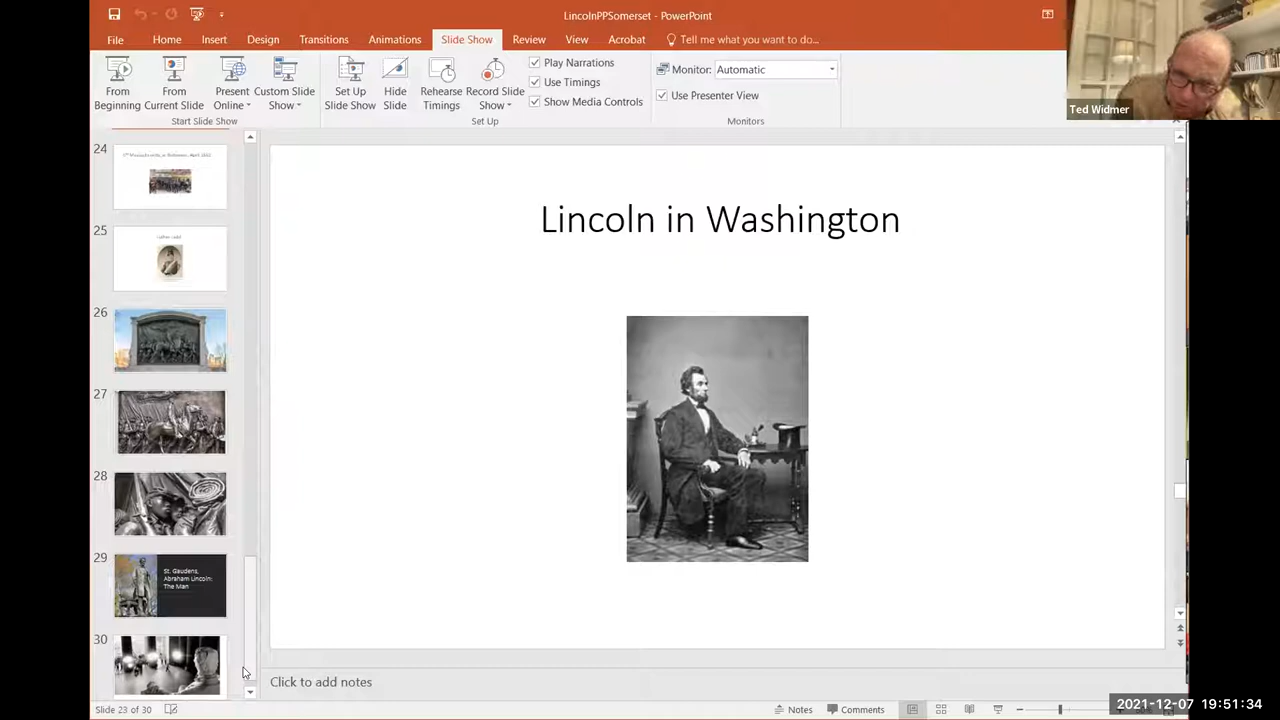 LincolnPPSomerset - PowerPoint
File Home Insert Design Transitions Animations Slide Show Review View Acrobat Tell me what you want to do...
From Beginning
From Current Slide
Present Online
Custom Slide Show
Start Slide Show
Set Up Slide Show
Hide Slide
Rehearse Timings
Record Slide Show
Play Narrations
Use Timings
Show Media Controls
Set Up
Monitor: Automatic
Use Presenter View
Monitors
Ted Widmer
24
25
26
27
28
29
St. Gaudens,
Abraham Lincoln:
The Man
30
Lincoln in Washington
Click to add notes
Slide 23 of 30
Notes
Comments
2021-12-07 19:51:34